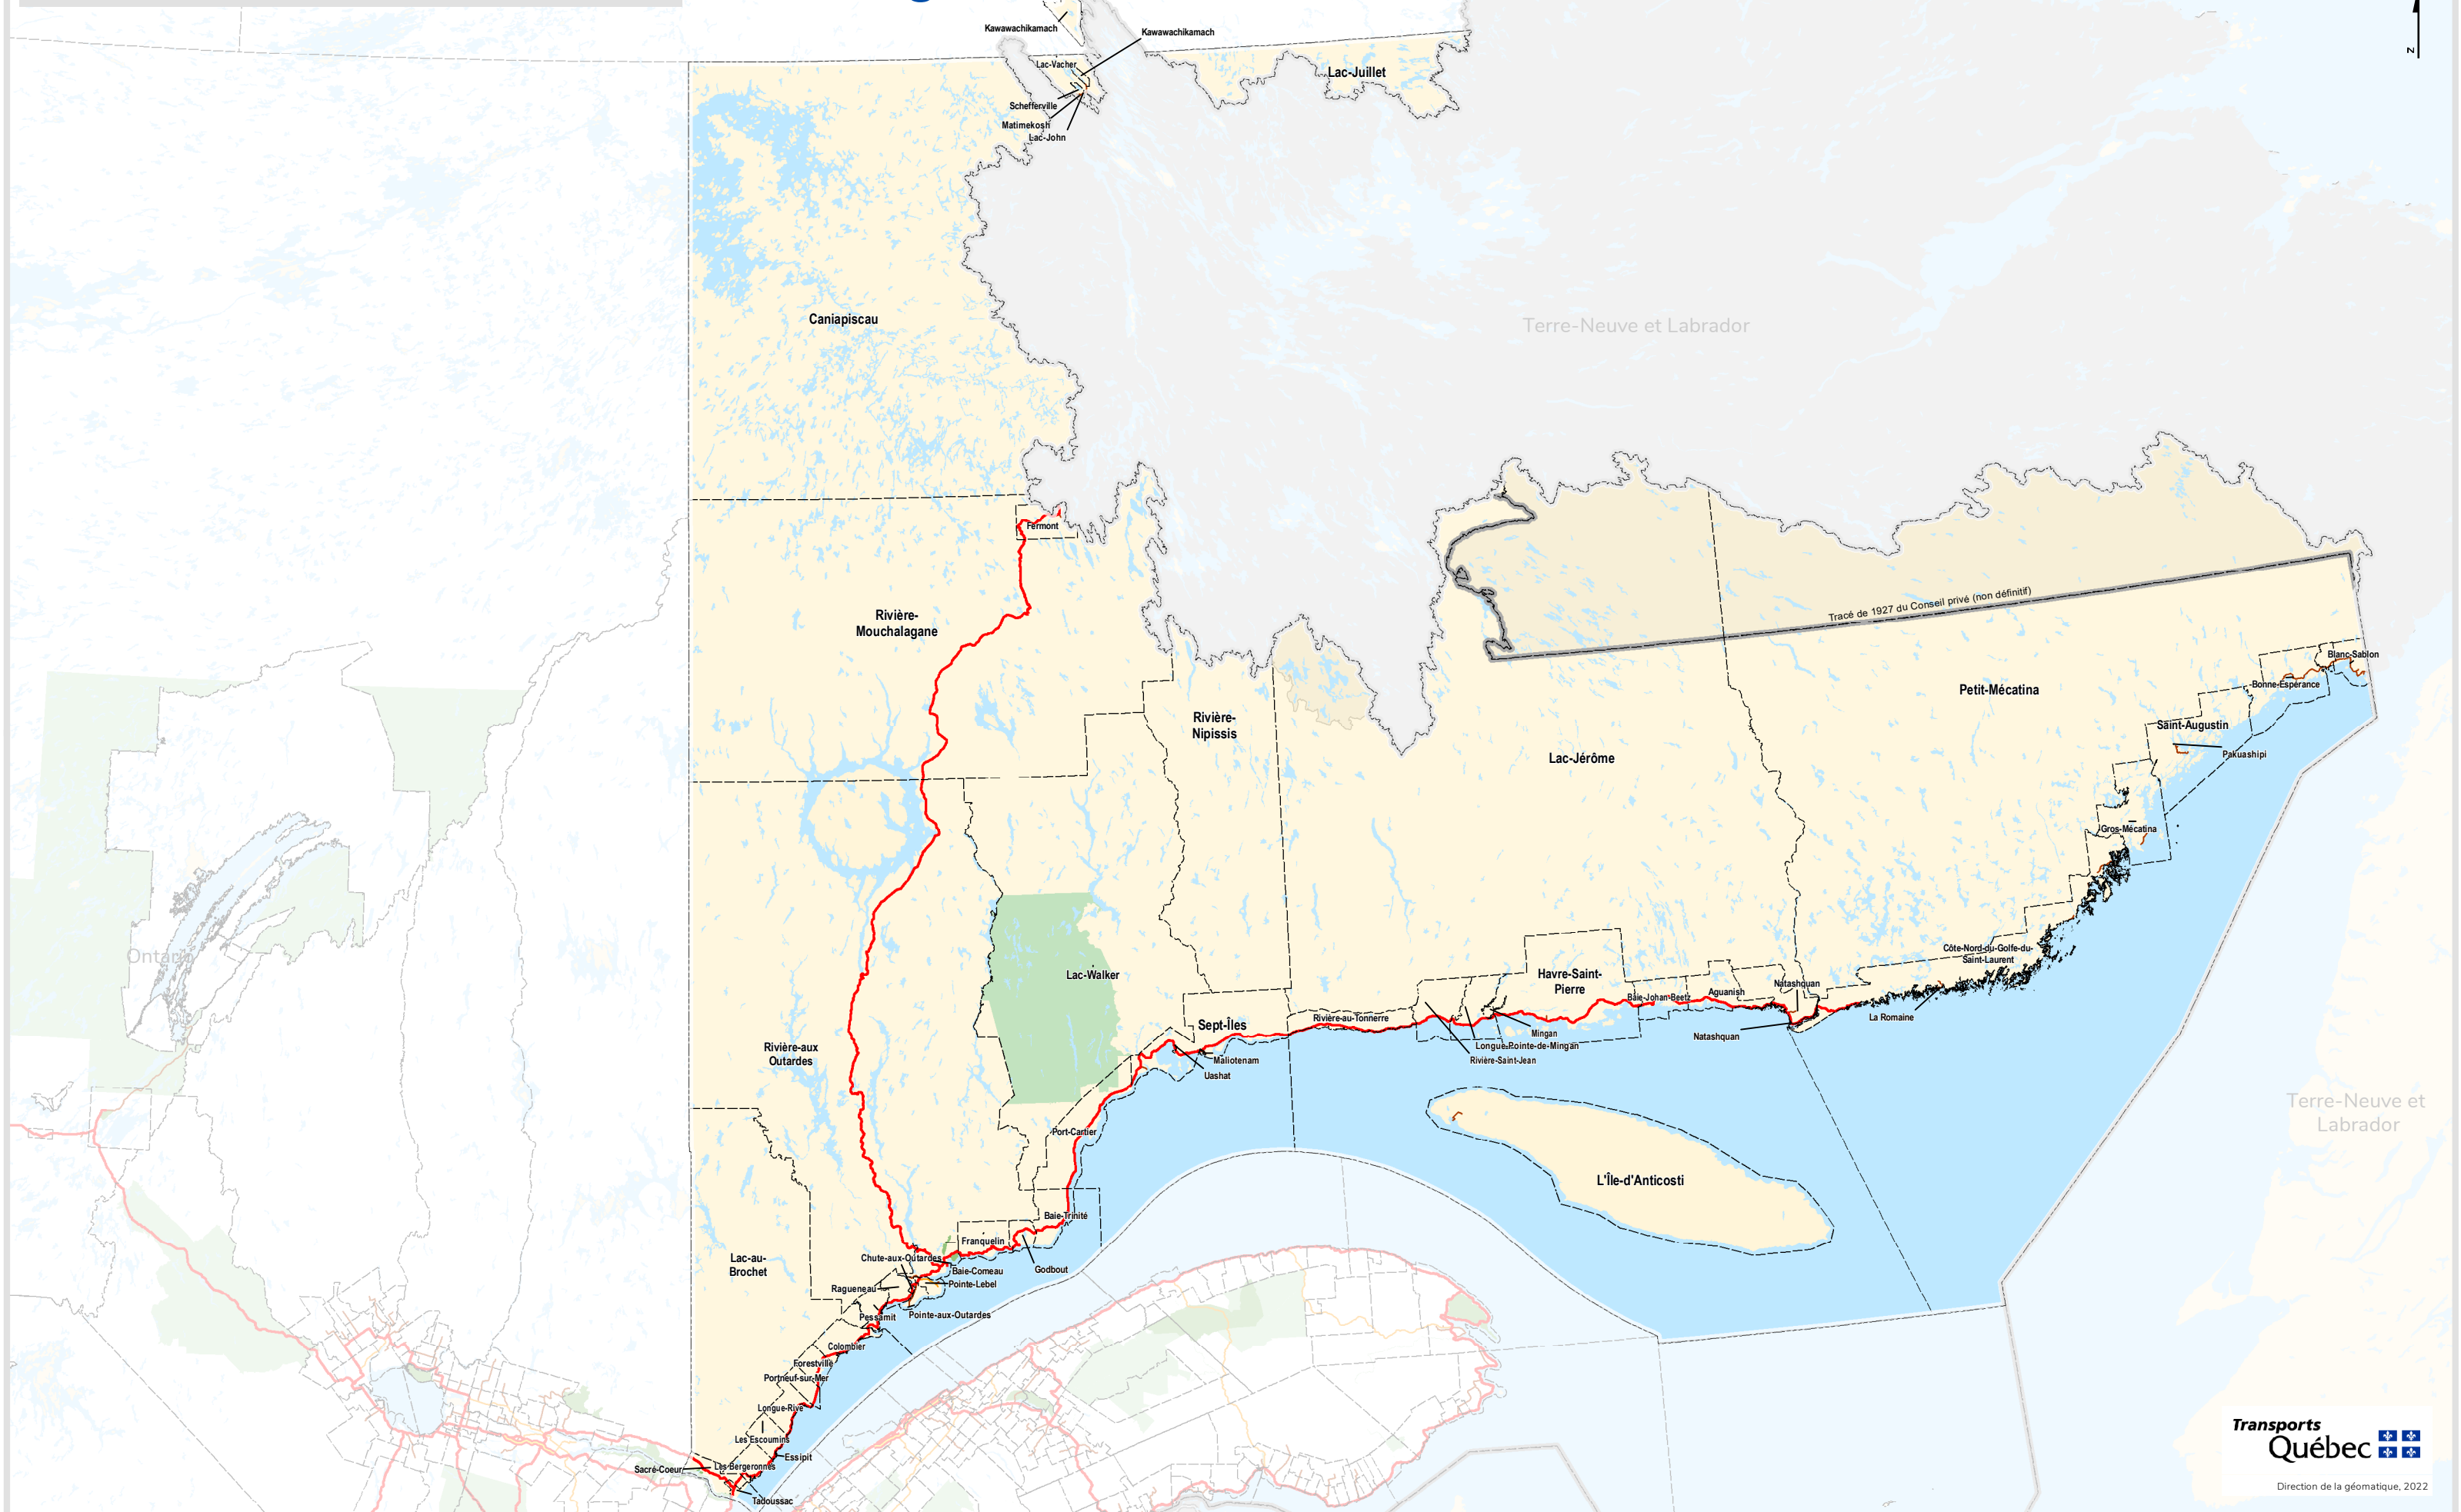 Kawawachikamach
Kawawachikamach
Lac-Vacher
Lac-Juillet
Schefferville
Matimekosh
Lac-John
N
Caniapiscau
Terre-Neuve et Labrador
Fermont
Rivière-
Mouchalagane
Tracé de 1927 du Conseil privé (non définitif)
Blanc-Sablon
Bonne-Espérance
Petit-Mécatina
Rivière-
Nipissis
Saint-Augustin
Pakuashipi
Lac-Jérôme
Gros-Mécatina
Ontario
Lac-Walker
Côte-Nord-du-Golfe-du-
Saint-Laurent
Havre-Saint-
Pierre
Natashquan
Aguanish
Baie-Johan-Beetz
La Romaine
Rivière-au-Tonnerre
Sept-Îles
Mingan
Natashquan
Longue-Pointe-de-Mingan
Rivière-Saint-Jean
Rivière-aux
Outardes
Maliotenam
Uashat
Terre-Neuve et
Labrador
Port-Cartier
L'Île-d'Anticosti
Baie-Trinité
Franquelin
Lac-au-
Brochet
Chute-aux-Outardes
Baie-Comeau
Godbout
Pointe-Lebel
Ragueneau
Pessamit
Pointe-aux-Outardes
Colombier
Forestville
Portneuf-sur-Mer
Longue-Rive
Les Escoumins
Essipit
Sacré-Coeur
Les Bergeronnes
Tadoussac
Transports
Québec
Direction de la géomatique, 2022